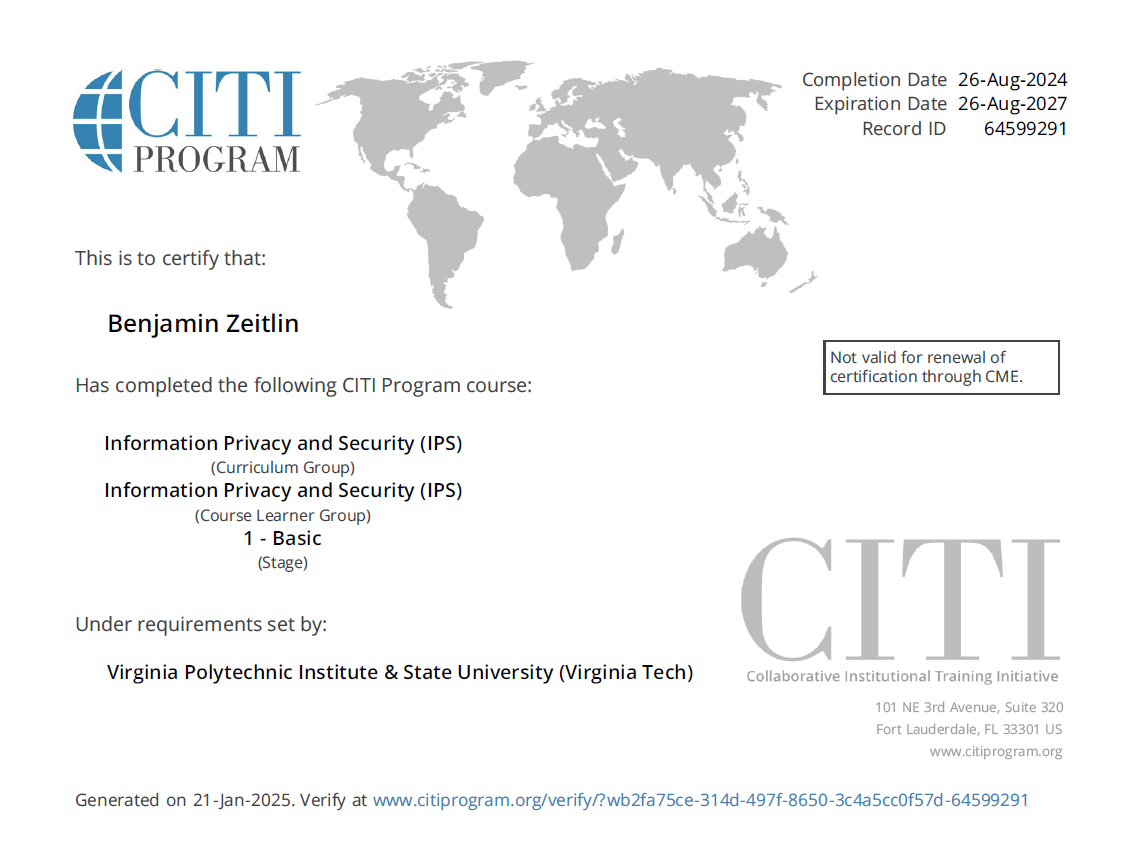 CITI
PROGRAM
Completion Date 26-Aug-2024
Expiration Date 26-Aug-2027
Record ID 64599291
This is to certify that:
Benjamin Zeitlin
Has completed the following CITI Program course:
Not valid for renewal of
certification through CME.
Information Privacy and Security (IPS)
(Curriculum Group)
Information Privacy and Security (IPS)
(Course Learner Group)
1 - Basic
(Stage)
Under requirements set by:
Virginia Polytechnic Institute & State University (Virginia Tech)
CITI
Collaborative Institutional Training Initiative
101 NE 3rd Avenue, Suite 320
Fort Lauderdale, FL 33301 US
www.citiprogram.org
Generated on 21-Jan-2025. Verify at www.citiprogram.org/verify/?wb2fa75ce-314d-497f-8650-3c4a5cc0f57d-64599291